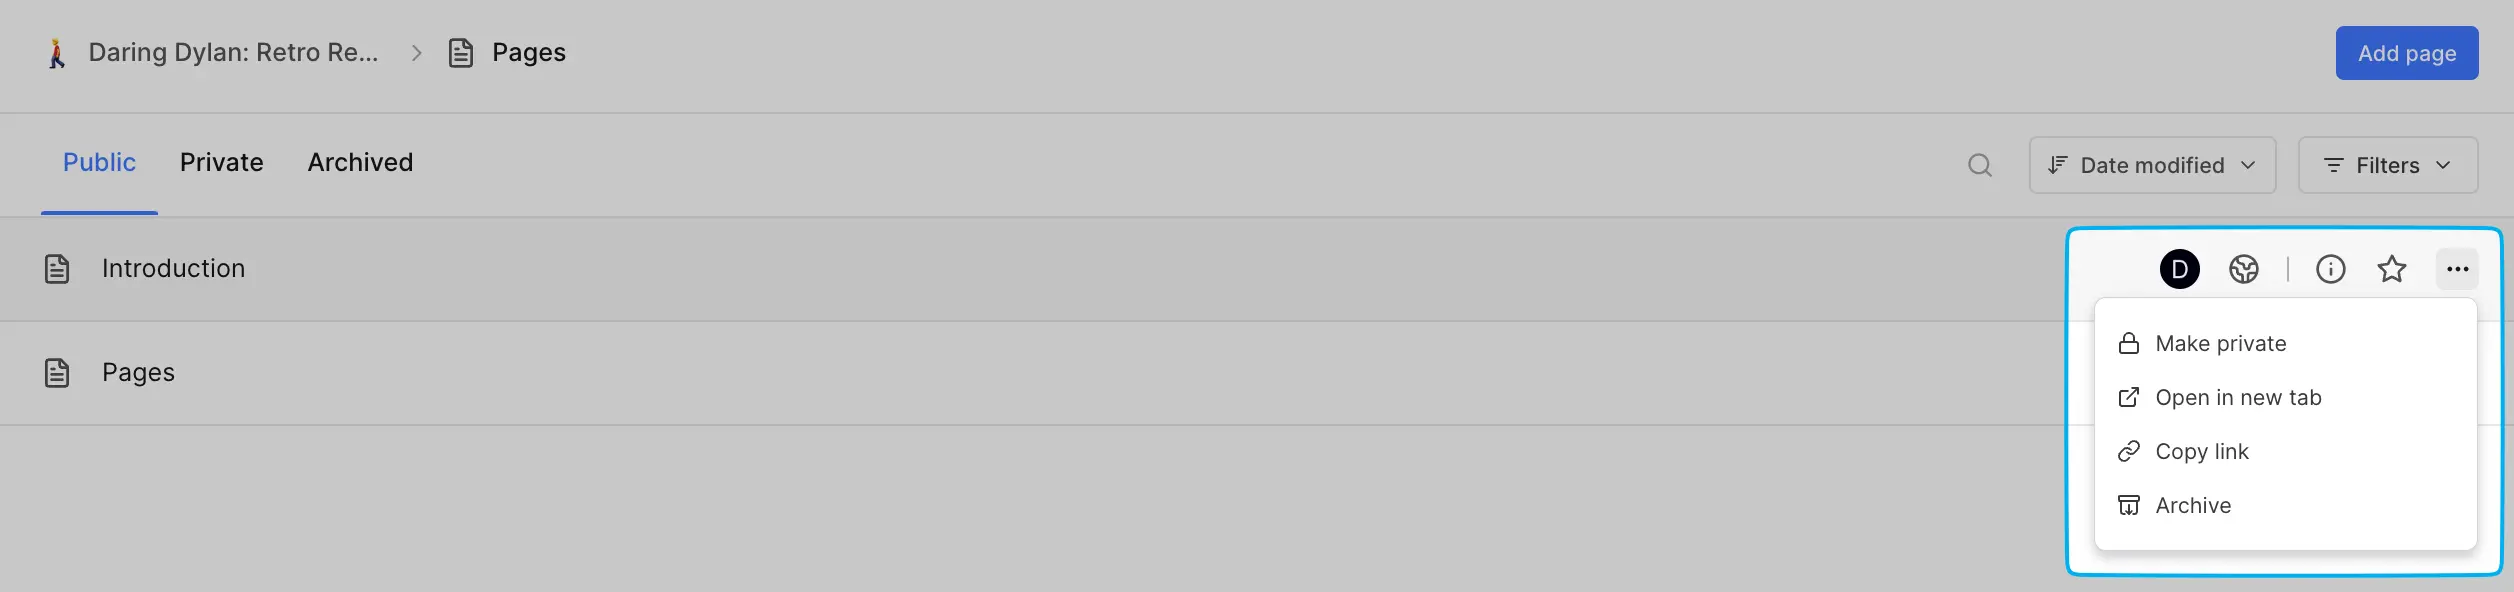 Daring Dylan: Retro Re... > Pages
Add page
Public Private Archived
Date modified
Filters
Introduction
D
Make private
Open in new tab
Copy link
Archive
Pages